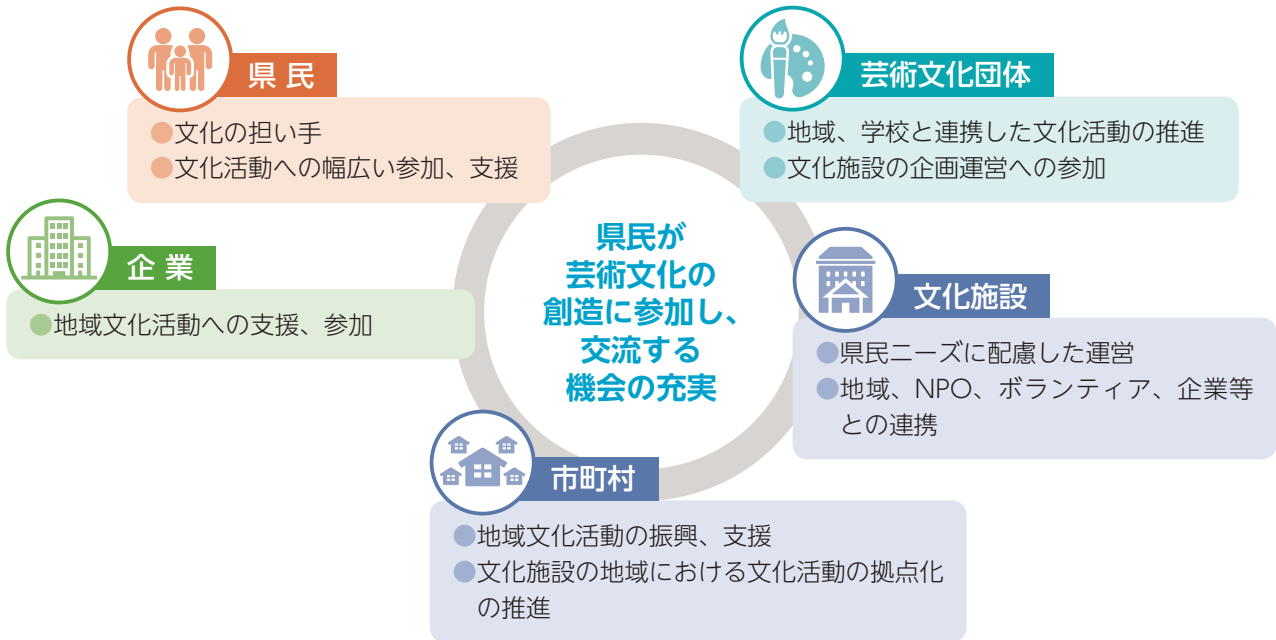 県民
●文化の担い手
●文化活動への幅広い参加、支援
芸術文化団体
●地域、学校と連携した文化活動の推進
●文化施設の企画運営への参加
企業
●地域文化活動への支援、参加
県民が
芸術文化の
創造に参加し、
交流する
機会の充実
文化施設
●県民ニーズに配慮した運営
●地域、NPO、ボランティア、企業等
との連携
市町村
●地域文化活動の振興、支援
●文化施設の地域における文化活動の拠点化
の推進